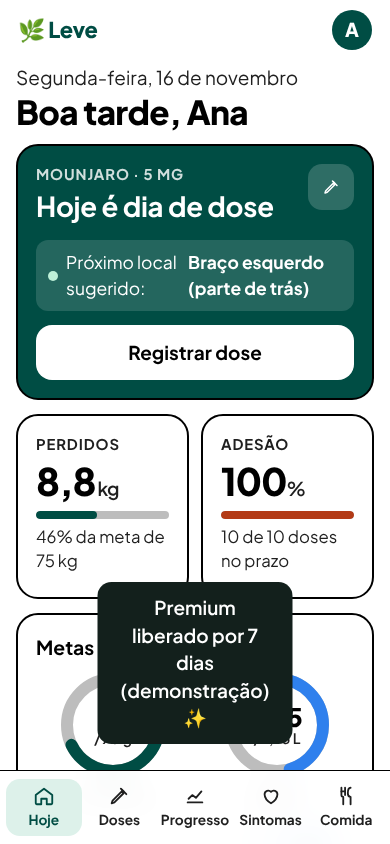 🌿 Leve
A
Segunda-feira, 16 de novembro
Boa tarde, Ana
MOUNJARO · 5 MG
Hoje é dia de dose
Próximo local sugerido:
Braço esquerdo (parte de trás)
Registrar dose
PERDIDOS
8,8kg
46% da meta de
75 kg
ADESÃO
100%
10 de 10 doses
no prazo
Metas
Premium
liberado por 7
dias
(demonstração)
✨
Hoje
Doses
Progresso
Sintomas
Comida